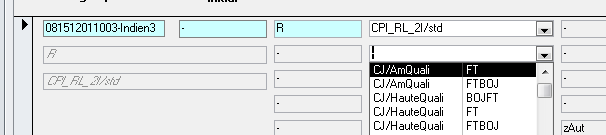 081512011003-Indien3 - R CPI_RL_2I/std -
R - -
CPI_RL_2I/std - CJ/AmQuali FT -
CJ/AmQuali FTBOJ
CJ/HauteQuali BOJFT -
CJ/HauteQuali FT
- CJ/HauteQuali FTBOJ zAut